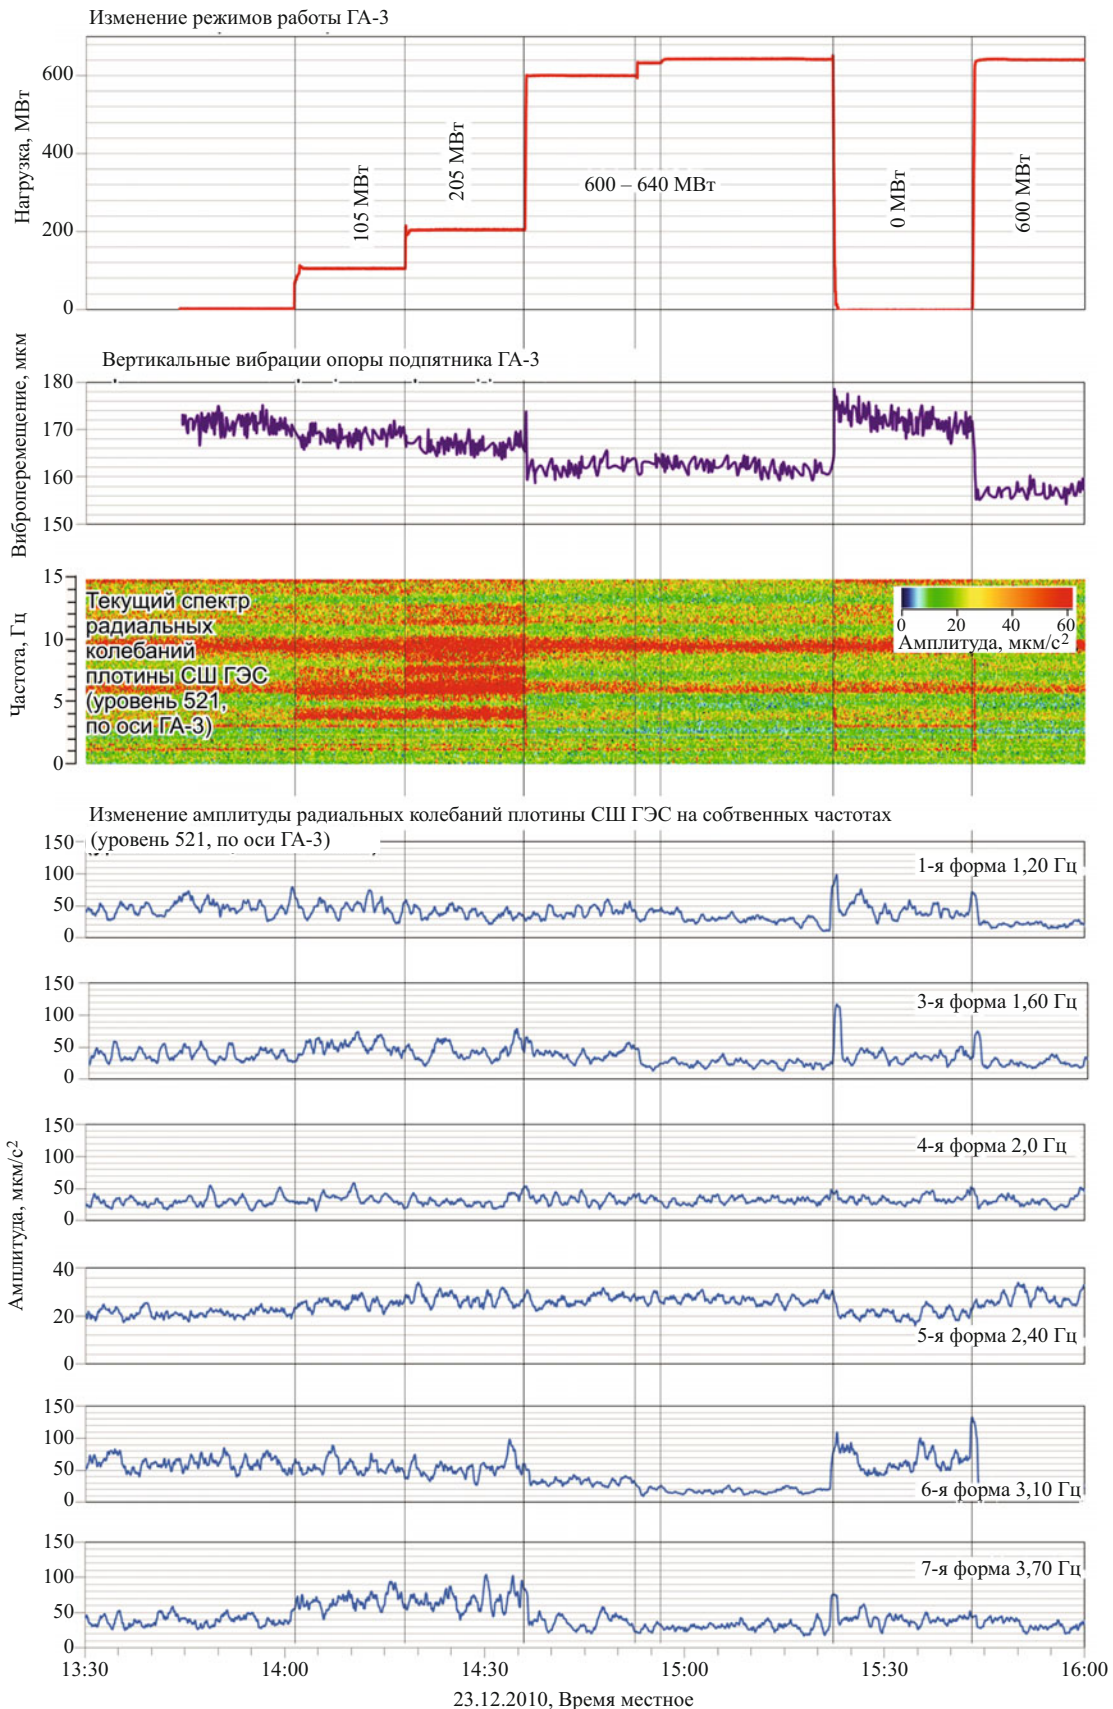 Изменение режимов работы ГА-3
Нагрузка, МВт
600
400
200
0
105 МВт
205 МВт
600 – 640 МВт
0 МВт
600 МВт
Вертикальные вибрации опоры подпятника ГА-3
Виброперемещение, мкм
180
170
160
150
Частота, Гц
15
10
5
0
Текущий спектр
радиальных
колебаний
плотины СШ ГЭС
(уровень 521,
по оси ГА-3)
0 20 40 60
Амплитуда, мкм/с²
Изменение амплитуды радиальных колебаний плотины СШ ГЭС на собтвенных частотах
(уровень 521, по оси ГА-3)
Амплитуда, мкм/с²
150
100
50
0
1-я форма 1,20 Гц
150
100
50
0
3-я форма 1,60 Гц
150
100
50
0
4-я форма 2,0 Гц
40
20
0
5-я форма 2,40 Гц
150
100
50
0
6-я форма 3,10 Гц
150
100
50
0
7-я форма 3,70 Гц
13:30 14:00 14:30 15:00 15:30 16:00
23.12.2010, Время местное